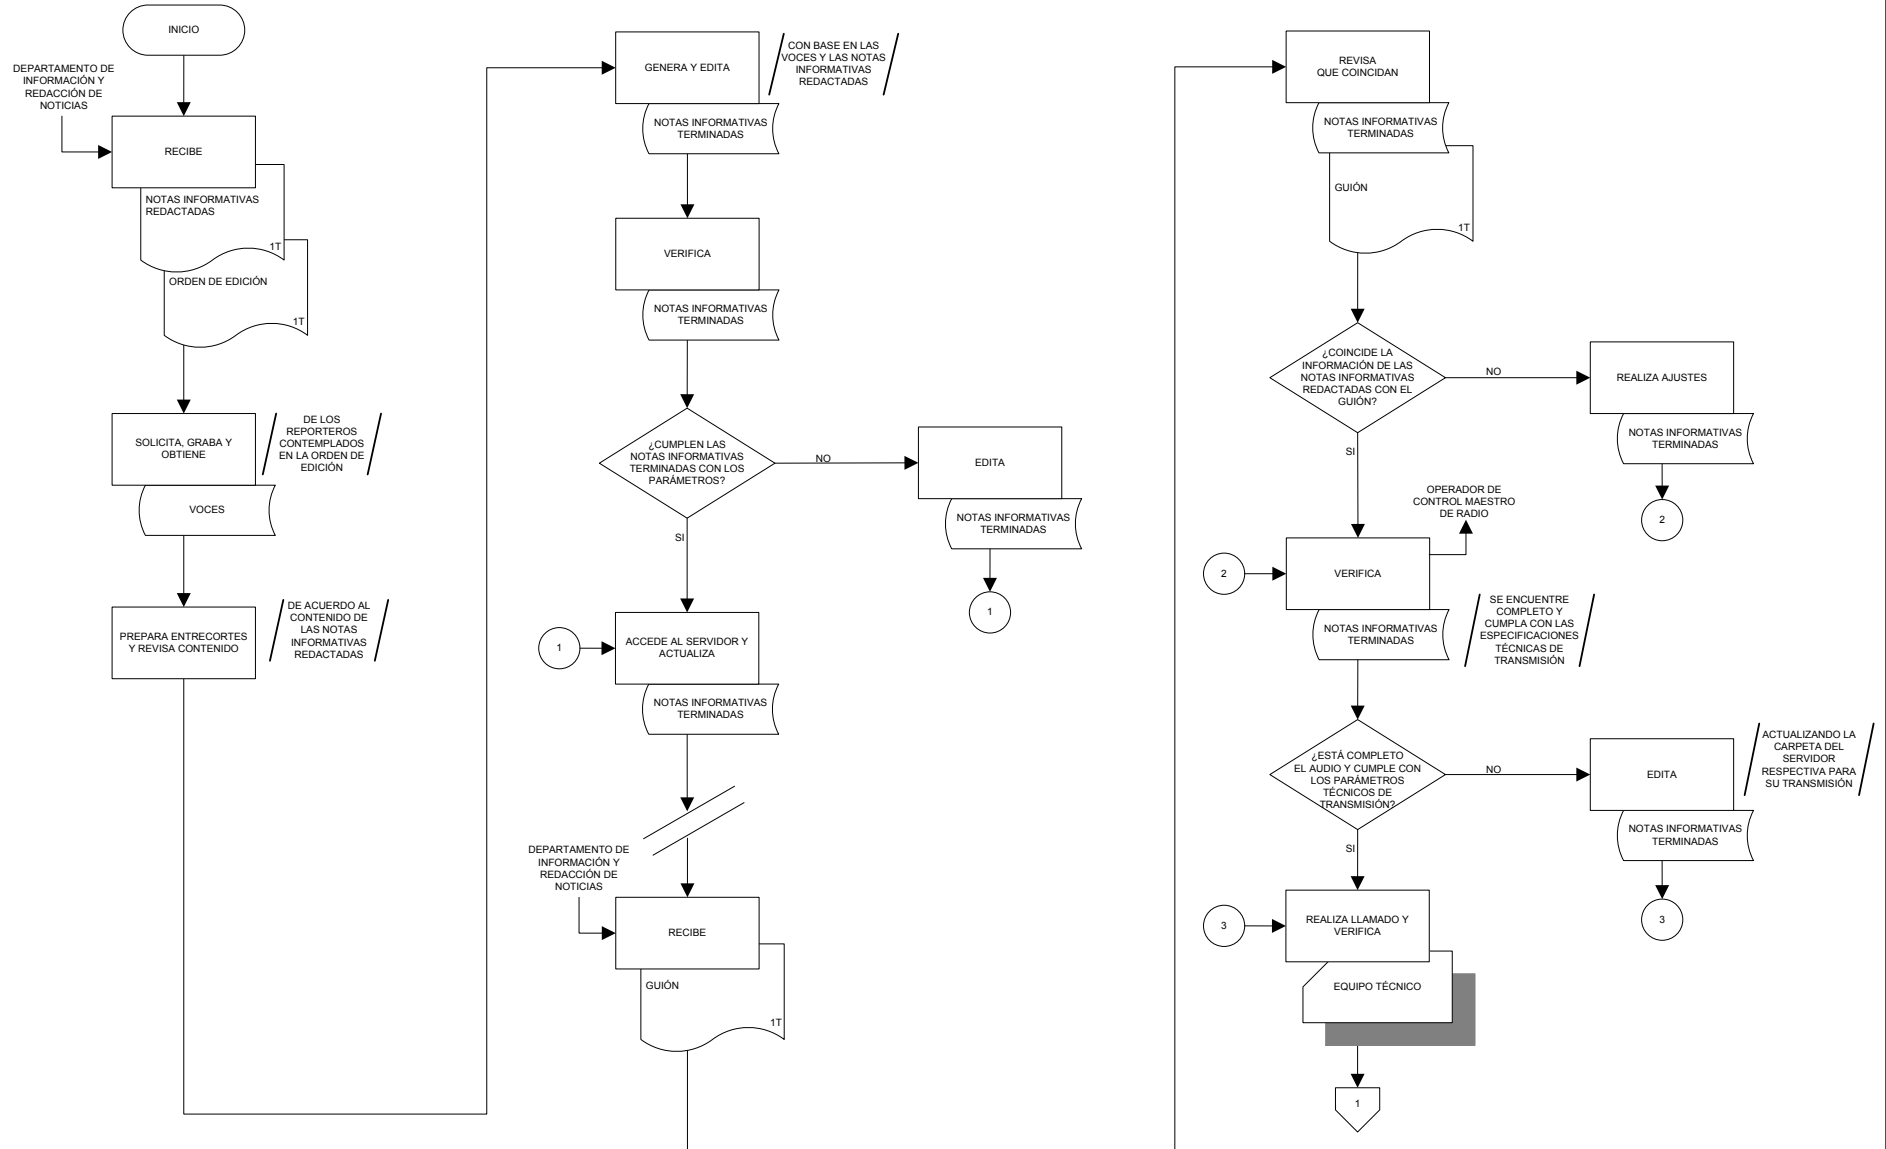 INICIO
DEPARTAMENTO DE
INFORMACIÓN Y
REDACCIÓN DE
NOTICIAS
RECIBE
NOTAS INFORMATIVAS
REDACTADAS
1T
ORDEN DE EDICIÓN
1T
SOLICITA, GRABA Y
OBTIENE
DE LOS
REPORTEROS
CONTEMPLADOS
EN LA ORDEN DE
EDICIÓN
VOCES
PREPARA ENTRECORTES
Y REVISA CONTENIDO
DE ACUERDO AL
CONTENIDO DE
LAS NOTAS
INFORMATIVAS
REDACTADAS
GENERA Y EDITA
CON BASE EN LAS
VOCES Y LAS NOTAS
INFORMATIVAS
REDACTADAS
NOTAS INFORMATIVAS
TERMINADAS
VERIFICA
NOTAS INFORMATIVAS
TERMINADAS
¿CUMPLEN LAS
NOTAS INFORMATIVAS
TERMINADAS CON LOS
PARÁMETROS?
NO
EDITA
NOTAS INFORMATIVAS
TERMINADAS
1
SI
1
ACCEDE AL SERVIDOR Y
ACTUALIZA
NOTAS INFORMATIVAS
TERMINADAS
DEPARTAMENTO DE
INFORMACIÓN Y
REDACCIÓN DE
NOTICIAS
RECIBE
GUIÓN
1T
REVISA
QUE COINCIDAN
NOTAS INFORMATIVAS
TERMINADAS
GUIÓN
1T
¿COINCIDE LA
INFORMACIÓN DE LAS
NOTAS INFORMATIVAS
REDACTADAS CON EL
GUIÓN?
NO
REALIZA AJUSTES
NOTAS INFORMATIVAS
TERMINADAS
2
SI
OPERADOR DE
CONTROL MAESTRO
DE RADIO
2
VERIFICA
NOTAS INFORMATIVAS
TERMINADAS
SE ENCUENTRE
COMPLETO Y
CUMPLA CON LAS
ESPECIFICACIONES
TÉCNICAS DE
TRANSMISIÓN
¿ESTÁ COMPLETO
EL AUDIO Y CUMPLE CON
LOS PARÁMETROS
TÉCNICOS DE
TRANSMISIÓN?
NO
EDITA
ACTUALIZANDO LA
CARPETA DEL
SERVIDOR
RESPECTIVA PARA
SU TRANSMISIÓN
NOTAS INFORMATIVAS
TERMINADAS
3
SI
3
REALIZA LLAMADO Y
VERIFICA
EQUIPO TÉCNICO
1